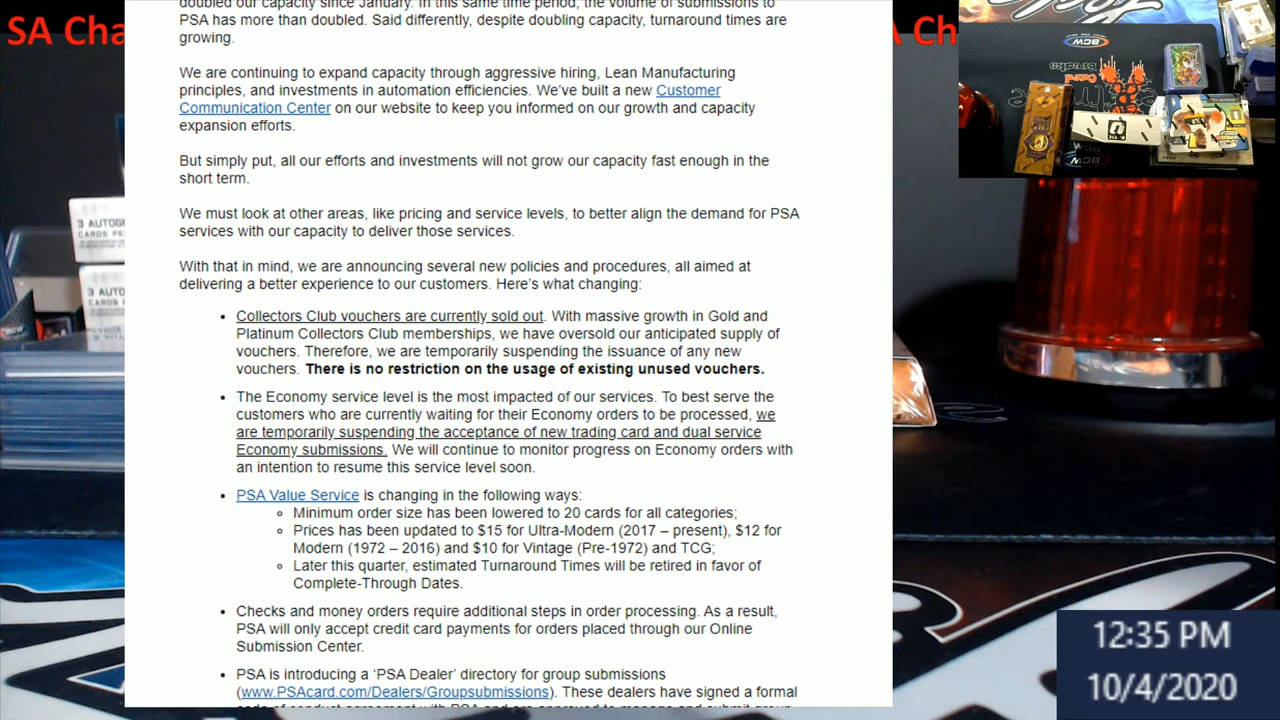 doubled our capacity since January. In this same time period, the volume of submissions to
PSA has more than doubled. Said differently, despite doubling capacity, turnaround times are
growing.
We are continuing to expand capacity through aggressive hiring, Lean Manufacturing
principles, and investments in automation efficiencies. We've built a new Customer
Communication Center on our website to keep you informed on our growth and capacity
expansion efforts.
But simply put, all our efforts and investments will not grow our capacity fast enough in the
short term.
We must look at other areas, like pricing and service levels, to better align the demand for PSA
services with our capacity to deliver those services.
With that in mind, we are announcing several new policies and procedures, all aimed at
delivering a better experience to our customers. Here's what changing:
• Collectors Club vouchers are currently sold out. With massive growth in Gold and
Platinum Collectors Club memberships, we have oversold our anticipated supply of
vouchers. Therefore, we are temporarily suspending the issuance of any new
vouchers. There is no restriction on the usage of existing unused vouchers.
• The Economy service level is the most impacted of our services. To best serve the
customers who are currently waiting for their Economy orders to be processed, we
are temporarily suspending the acceptance of new trading card and dual service
Economy submissions. We will continue to monitor progress on Economy orders with
an intention to resume this service level soon.
• PSA Value Service is changing in the following ways:
◦ Minimum order size has been lowered to 20 cards for all categories;
◦ Prices has been updated to $15 for Ultra-Modern (2017 – present), $12 for
Modern (1972 – 2016) and $10 for Vintage (Pre-1972) and TCG;
◦ Later this quarter, estimated Turnaround Times will be retired in favor of
Complete-Through Dates.
• Checks and money orders require additional steps in order processing. As a result,
PSA will only accept credit card payments for orders placed through our Online
Submission Center.
• PSA is introducing a 'PSA Dealer' directory for group submissions
(www.PSAcard.com/Dealers/Groupsubmissions). These dealers have signed a formal
SA Cha
A Ch
3 AUTOG
CARDS PE
3 AUTO
CARDS
BCW
Card
Breaks
BCW
12:35 PM
10/4/2020